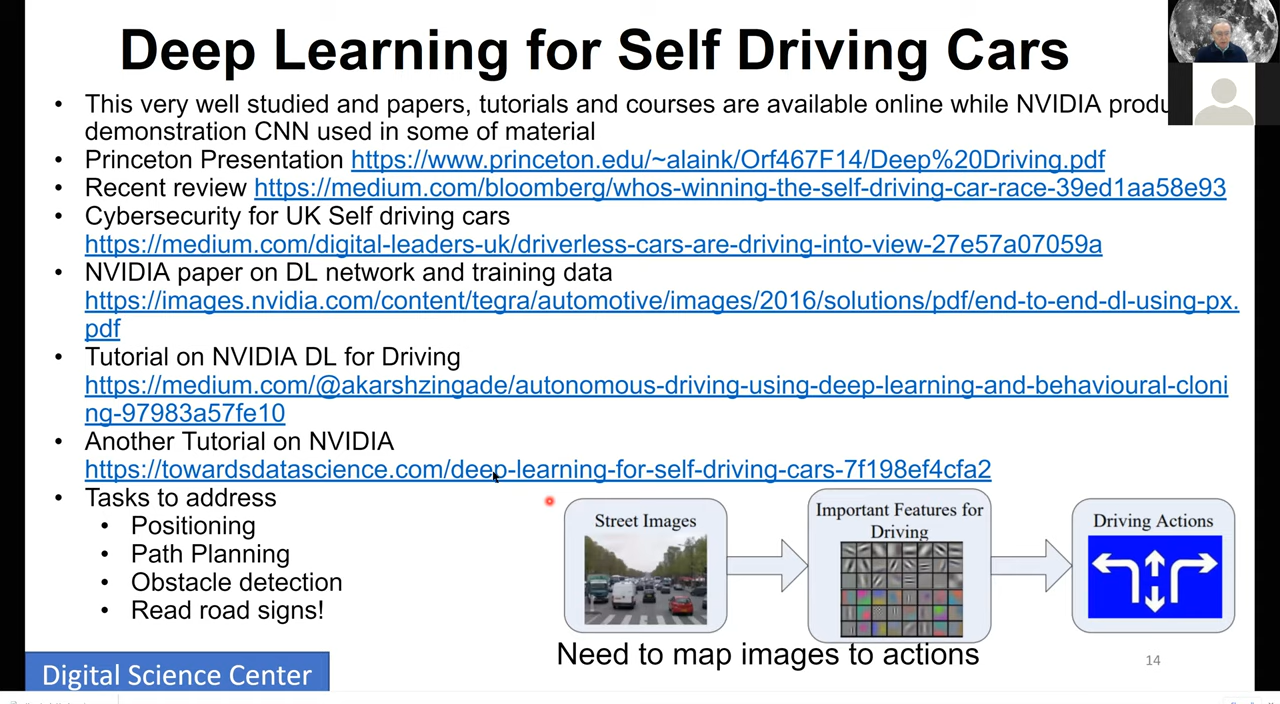 Deep Learning for Self Driving Cars
• This very well studied and papers, tutorials and courses are available online while NVIDIA
demonstration CNN used in some of material
• Princeton Presentation https://www.princeton.edu/~alaink/Orf467F14/Deep%20Driving.pdf
• Recent review https://medium.com/bloomberg/whos-winning-the-self-driving-car-race-39ed1aa58e93
• Cybersecurity for UK Self driving cars
https://medium.com/digital-leaders-uk/driverless-cars-are-driving-into-view-27e57a07059a
• NVIDIA paper on DL network and training data
https://images.nvidia.com/content/tegra/automotive/images/2016/solutions/pdf/end-to-end-dl-using-px.
pdf
• Tutorial on NVIDIA DL for Driving
https://medium.com/@akarshzingade/autonomous-driving-using-deep-learning-and-behavioural-cloni
ng-97983a57fe10
• Another Tutorial on NVIDIA
https://towardsdatascience.com/deep-learning-for-self-driving-cars-7f198ef4cfa2
• Tasks to address
• Positioning
• Path Planning
• Obstacle detection
• Read road signs!
Street Images
Important Features for
Driving
Driving Actions
Need to map images to actions
14
Digital Science Center